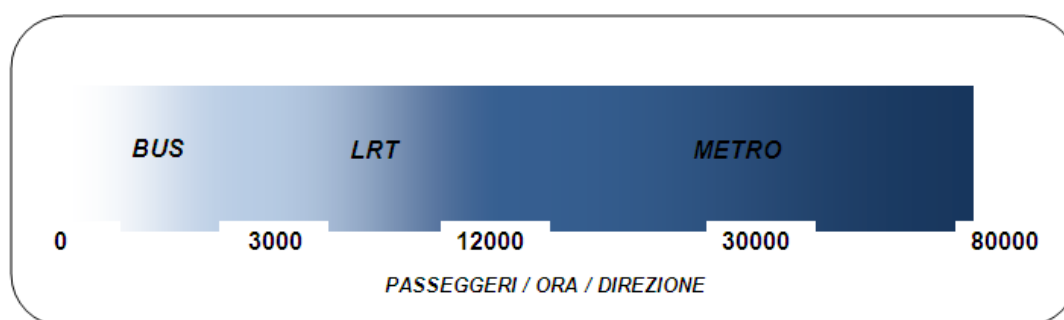 BUS LRT METRO
0 3000 12000 30000 80000
PASSEGGERI / ORA / DIREZIONE